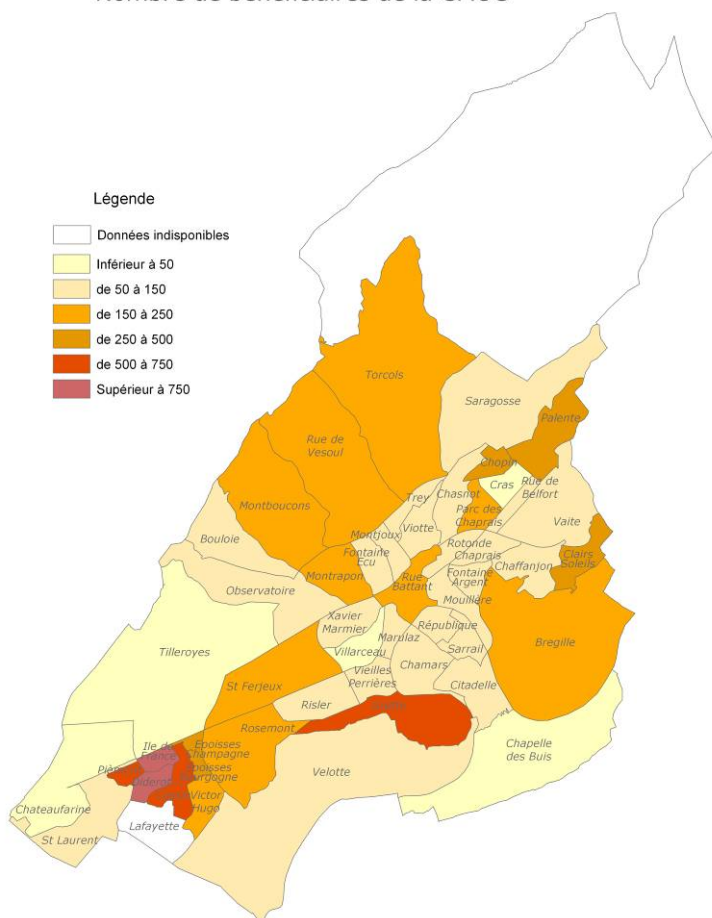 Légende
Données indisponibles
Inférieur à 50
de 50 à 150
de 150 à 250
de 250 à 500
de 500 à 750
Supérieur à 750
Torcols
Saragosse
Palente
Rue de
Vesoul
Chopin
Cras
Rue de
Belfort
Montboucons
Trey
Chasnot
Parc des
Chaprais
Vaite
Viotte
Bouloie
Montjoux
Fontaine
Ecu
Rotonde
Chaprais
Clairs
Soleils
Chaffanjon
Montrapon
Rue
Battant
Fontaine
Argent
Observatoire
Mouillère
Xavier
Marmier
République
Marulaz
Bregille
Tilleroyes
Villarceau
Sarrail
Vieilles
Perrières
Chamars
St Ferjeux
Citadelle
Risler
Rosemont
Ile de
France
Epoisses
Champagne
Chapelle
des Buis
Velotte
Epoisses
Bourgogne
Diderot
Victor
Hugo
Chateaufarine
Lafayette
St Laurent